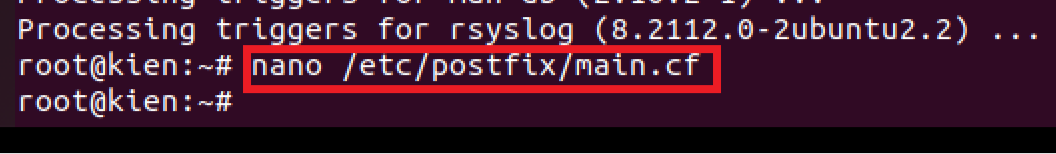 Processing triggers for rsyslog (8.2112.0-2ubuntu2.2) ...
root@kien:~# nano /etc/postfix/main.cf
root@kien:~#